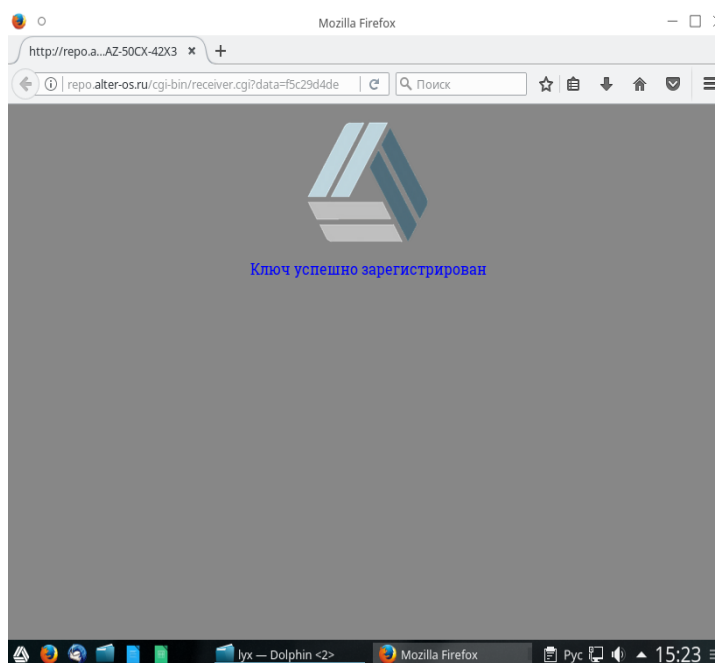 Mozilla Firefox
http://repo.a...AZ-50CX-42X3
repo.alter-os.ru/cgi-bin/receiver.cgi?data=f5c29d4de
Поиск
Ключ успешно зарегистрирован
lyx — Dolphin <2>
Mozilla Firefox
Рус
15:23